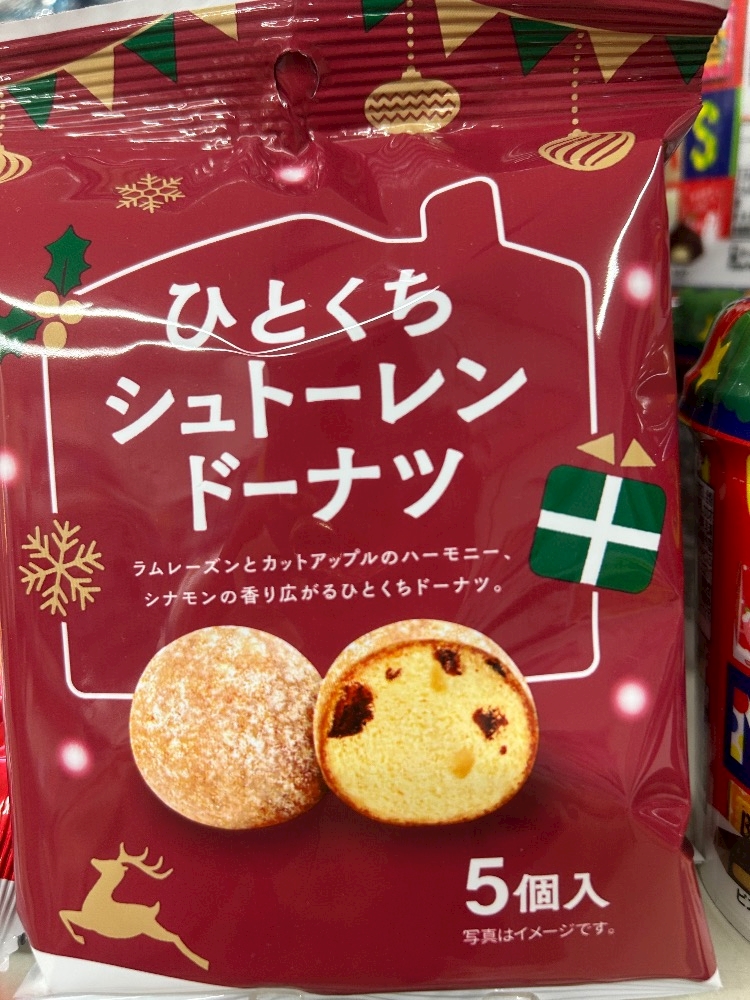 ひとくち
シュトーレン
ドーナツ
ラムレーズンとカットアップルのハーモニー、
シナモンの香り広がるひとくちドーナツ。
5個入
写真はイメージです。
S